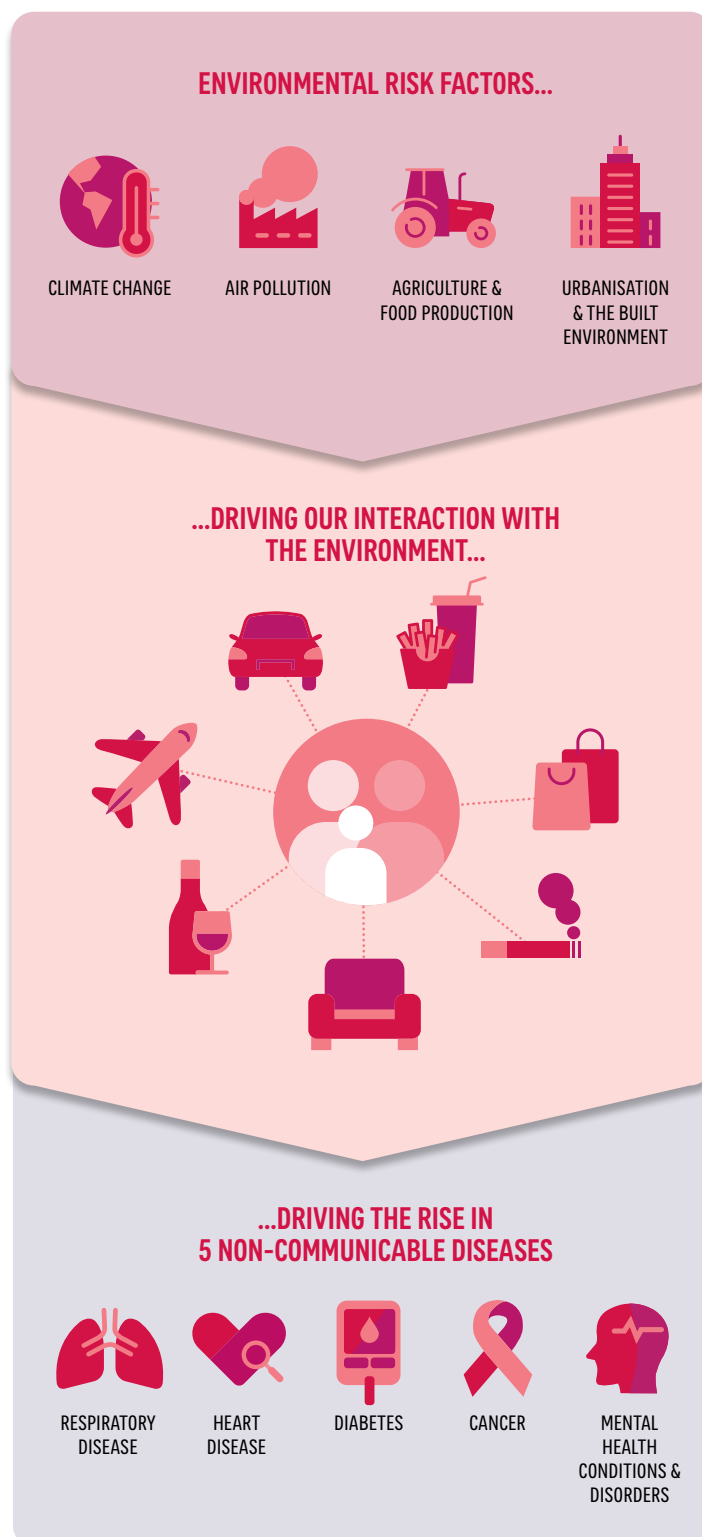 ENVIRONMENTAL RISK FACTORS...
CLIMATE CHANGE
AIR POLLUTION
AGRICULTURE &
FOOD PRODUCTION
URBANISATION
& THE BUILT
ENVIRONMENT
...DRIVING OUR INTERACTION WITH
THE ENVIRONMENT...
...DRIVING THE RISE IN
5 NON-COMMUNICABLE DISEASES
RESPIRATORY
DISEASE
HEART
DISEASE
DIABETES
CANCER
MENTAL
HEALTH
CONDITIONS &
DISORDERS